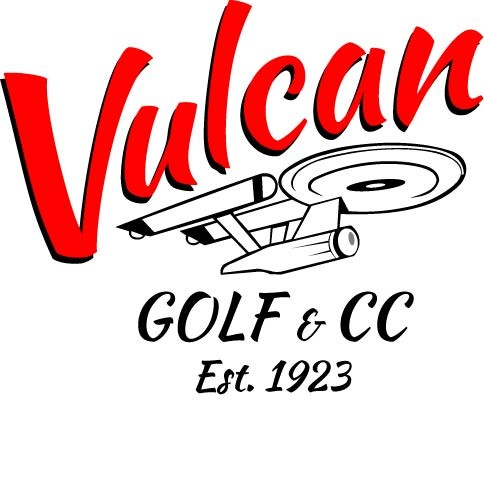 Vulcan
GOLF & CC
Est. 1923